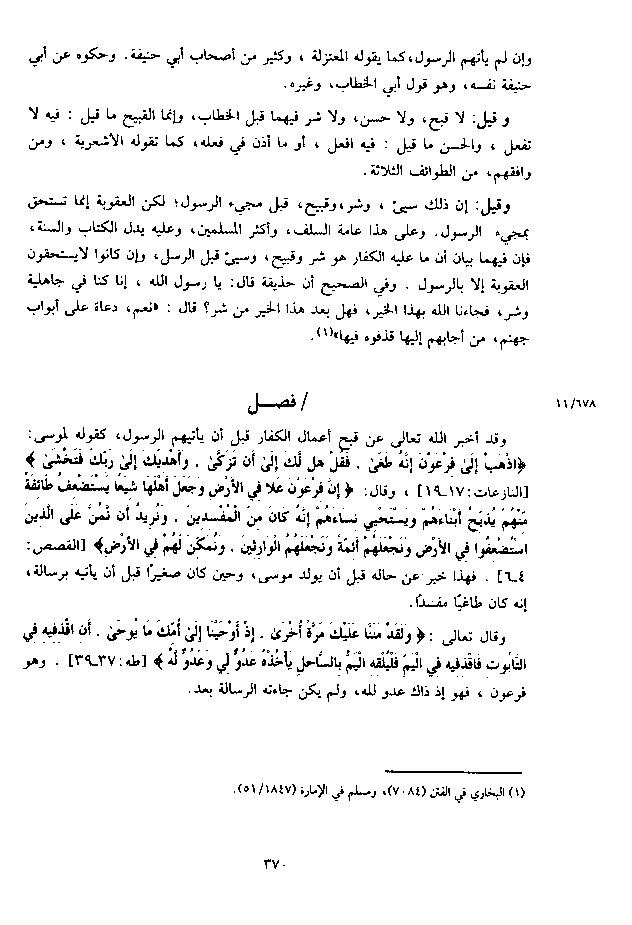 وإن لم يأتهم الرسول، كما يقوله المعتزلة ، وكثير من أصحاب أبي حنيفة. وحكوه عن أبي
حنيفة نفسه، وهو قول أبي الخطاب، وغيره.
و قيل: لا قبح، ولا حسن، ولا شر فيهما قبل الخطاب، وإنما القبيح ما قيل : فيه لا
تفعل ، والحسن ما قيل : فيه افعل ، أو ما أذن في فعله، كما تقوله الأشعرية ، ومن
وافقهم، من الطوائف الثلاثة.
وقيل: إن ذلك سيئ ، وشر، وقبيح، قبل مجيء الرسول؛ لكن العقوبة إنما تستحق
بمجيء الرسول. وعلى هذا عامة السلف، وأكثر المسلمين، وعليه يدل الكتاب والسنة،
فإن فيهما بيان أن ما عليه الكفار هو شر وقبيح، وسيئ قبل الرسل، وإن كانوا لايستحقون
العقوبة إلا بالرسول . وفي الصحيح أن حذيفة قال: يا رسول الله ، إنا كنا في جاهلية
وشر، فجاءنا الله بهذا الخير، فهل بعد هذا الخير من شر؟ قال : «نعم، دعاة على أبواب
جهنم، من أجابهم إليها قذفوه فيها»(١).
١١/٦٧٨
/ فصــل
وقد أخبر الله تعالى عن قبح أعمال الكفار قبل أن يأتيهم الرسول، كقوله لموسى:
﴿اذْهَبْ إِلَىٰ فِرْعَوْنَ إِنَّهُ طَغَىٰ . فَقُلْ هَل لَّكَ إِلَىٰ أَن تَزَكَّىٰ . وَأَهْدِيَكَ إِلَىٰ رَبِّكَ فَتَخْشَىٰ ﴾
[النازعات: ١٧ـ١٩] ، وقال: ﴿ إِنَّ فِرْعَوْنَ عَلا فِي الأَرْضِ وَجَعَلَ أَهْلَهَا شِيَعًا يَسْتَضْعِفُ طَائِفَةً
مِّنْهُمْ يُذَبِّحُ أَبْنَاءَهُمْ وَيَسْتَحْيِي نِسَاءَهُمْ إِنَّهُ كَانَ مِنَ الْمُفْسِدِينَ . وَنُرِيدُ أَن نَّمُنَّ عَلَى الَّذِينَ
اسْتُضْعِفُوا فِي الأَرْضِ وَنَجْعَلَهُمْ أَئِمَّةً وَنَجْعَلَهُمُ الْوَارِثِينَ . وَنُمَكِّنَ لَهُمْ فِي الأَرْضِ﴾ [القصص:
٤ـ٦] . فهذا خبر عن حاله قبل أن يولد موسى، وحين كان صغيرًا قبل أن يأتيه برسالة،
إنه كان طاغيًا مفسدًا.
وقال تعالى :﴿ وَلَقَدْ مَنَنَّا عَلَيْكَ مَرَّةً أُخْرَىٰ . إِذْ أَوْحَيْنَا إِلَىٰ أُمِّكَ مَا يُوحَىٰ . أَنِ اقْذِفِيهِ فِي
التَّابُوتِ فَاقْذِفِيهِ فِي الْيَمِّ فَلْيُلْقِهِ الْيَمُّ بِالسَّاحِلِ يَأْخُذْهُ عَدُوٌّ لِّي وَعَدُوٌّ لَّهُ ﴾ [طه: ٣٧ـ٣٩] . وهو
فرعون ، فهو إذ ذاك عدو لله، ولم يكن جاءته الرسالة بعد.
(١) البخاري في الفتن (٧٠٨٤)، ومسلم في الإمارة (٥١/١٨٤٧).
٣٧٠